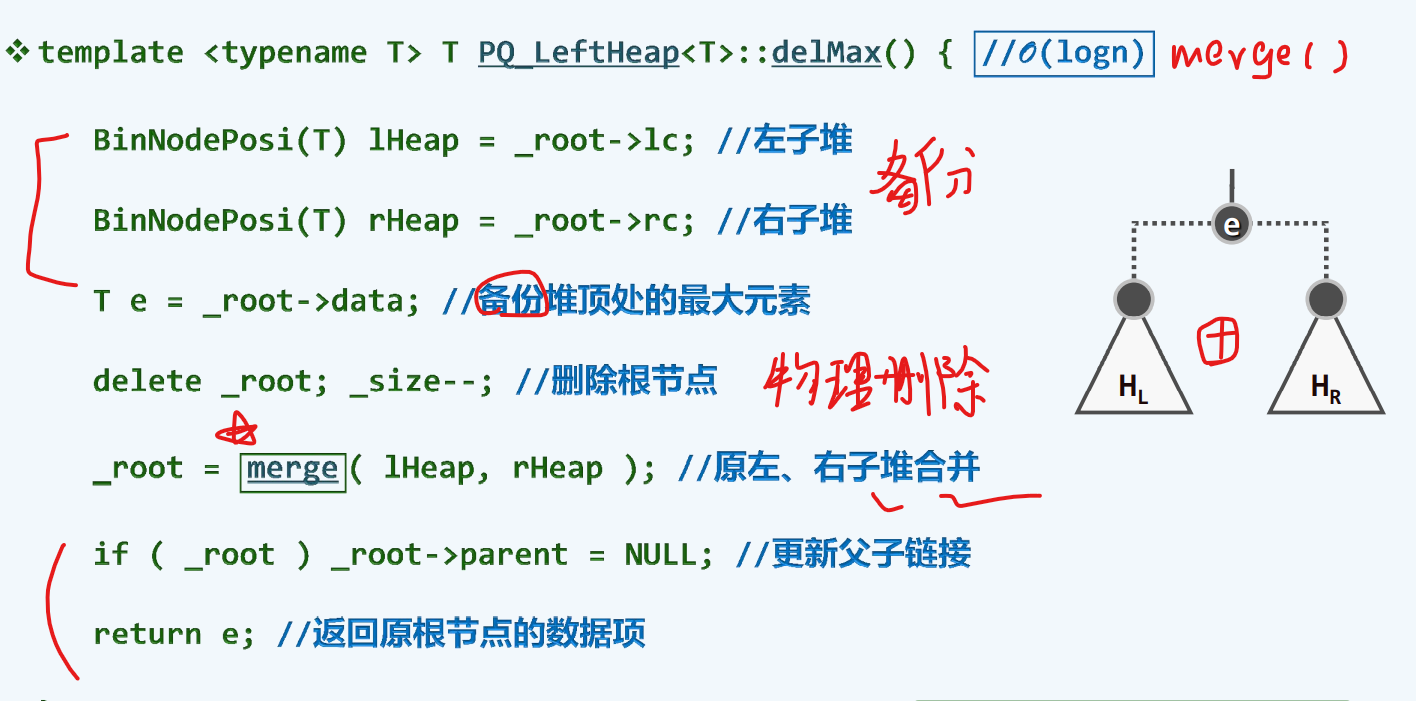 ❖ template <typename T> T PQ_LeftHeap<T>::delMax() { //O(logn) merge()
BinNodePosi(T) lHeap = _root->lc; //左子堆
备份
BinNodePosi(T) rHeap = _root->rc; //右子堆
e
T e = _root->data; //备份堆顶处的最大元素
delete _root; _size--; //删除根节点 物理删除
H_L H_R
_root = merge( lHeap, rHeap ); //原左、右子堆合并
if ( _root ) _root->parent = NULL; //更新父子链接
return e; //返回原根节点的数据项